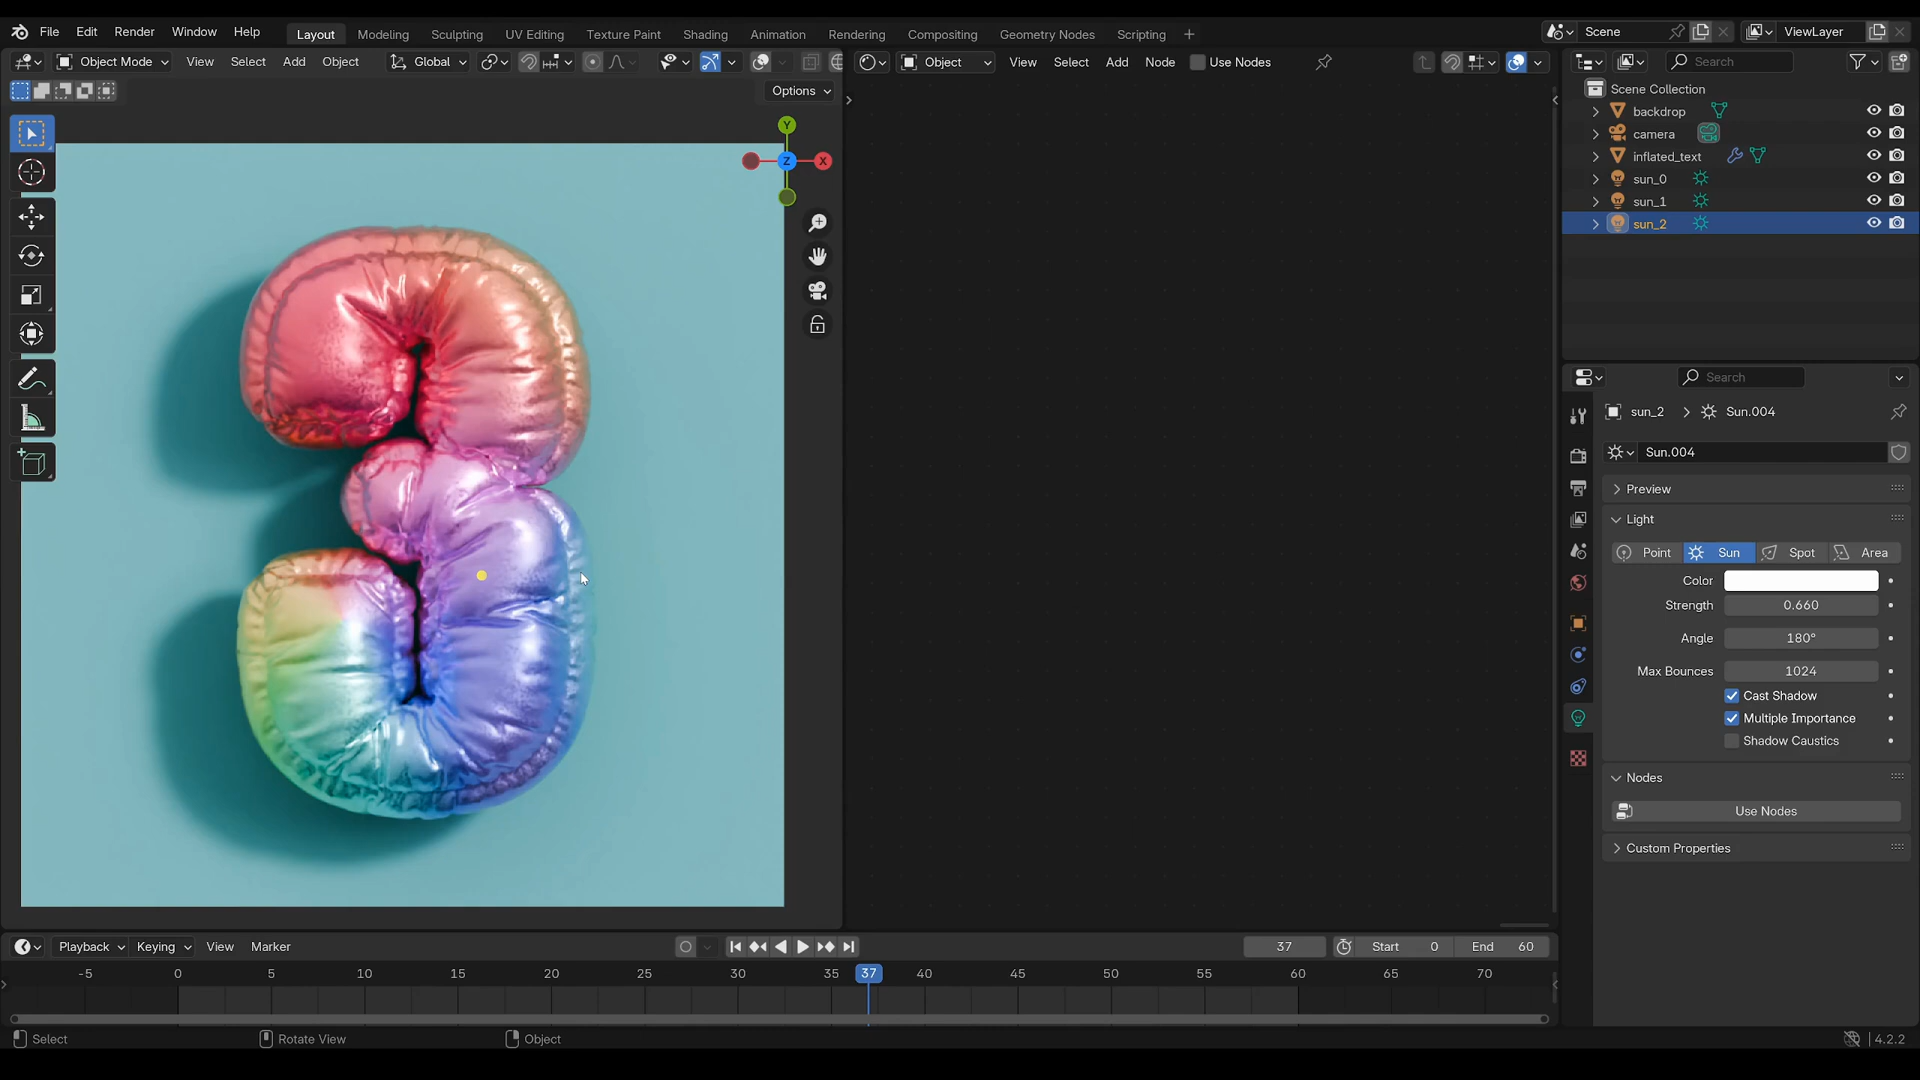 File Edit Render Window Help Layout Modeling Sculpting UV Editing Texture Paint Shading Animation Rendering Compositing Geometry Nodes Scripting + Scene ViewLayer
Object Mode View Select Add Object Global Object View Select Add Node Use Nodes Search
Options
Y
X
Z
Scene Collection
backdrop
camera
inflated_text
sun_0
sun_1
sun_2
Search
sun_2 > Sun.004
Sun.004
Preview
Light
Point Sun Spot Area
Color
Strength 0.660
Angle 180°
Max Bounces 1024
Cast Shadow
Multiple Importance
Shadow Caustics
Nodes
Use Nodes
Custom Properties
Playback Keying View Marker 37 Start 0 End 60
-5 0 5 10 15 20 25 30 35 37 40 45 50 55 60 65 70
Select Rotate View Object 4.2.2